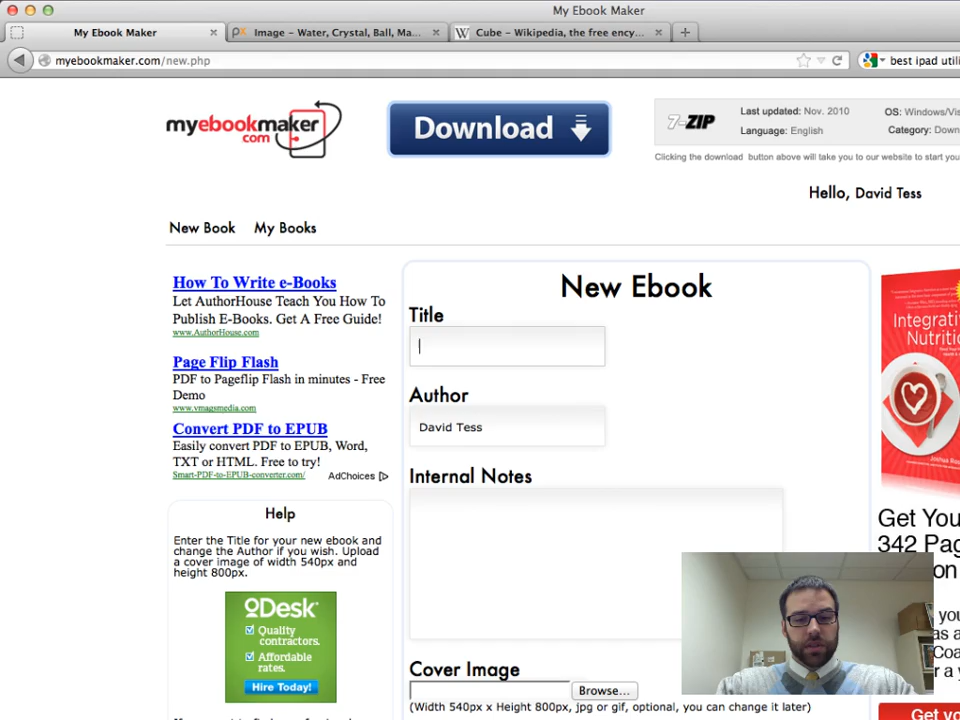 My Ebook Maker
My Ebook Maker
Image – Water, Crystal, Ball, Ma...
Cube – Wikipedia, the free ency...
myebookmaker.com/new.php
best ipad utili
myebookmaker
com
Download
7-ZIP
Last updated: Nov. 2010
Language: English
OS: Windows/Vis
Category: Down
Clicking the download button above will take you to our website to start you
Hello, David Tess
New Book
My Books
How To Write e-Books
Let AuthorHouse Teach You How To
Publish E-Books. Get A Free Guide!
www.AuthorHouse.com
Page Flip Flash
PDF to Pageflip Flash in minutes - Free
Demo
www.vmagsmedia.com
Convert PDF to EPUB
Easily convert PDF to EPUB, Word,
TXT or HTML. Free to try!
Smart-PDF-to-EPUB-converter.com/
AdChoices
Help
Enter the Title for your new ebook and
change the Author if you wish. Upload
a cover image of width 540px and
height 800px.
oDesk
Quality
contractors.
Affordable
rates.
Hire Today!
New Ebook
Title
Author
David Tess
Internal Notes
Cover Image
Browse...
(Width 540px x Height 800px, jpg or gif, optional, you can change it later)
Integrati
Nutriti
Get You
342 Pag
on
you
as a
Coa
r a y
Get yo